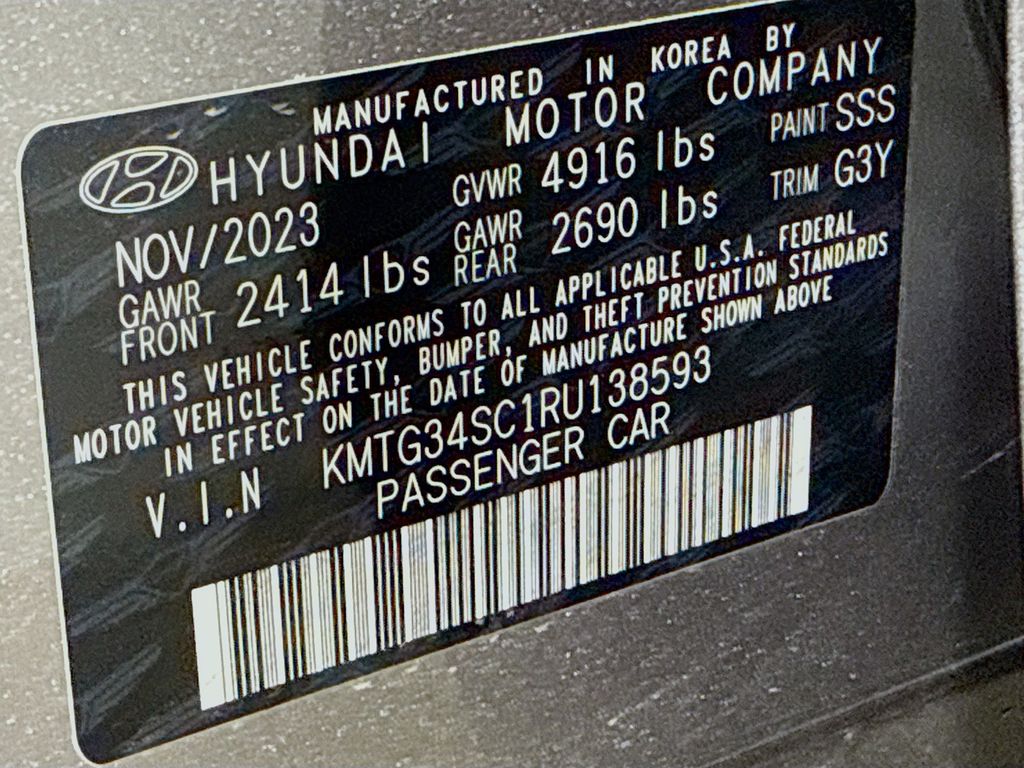 MANUFACTURED IN KOREA BY
HYUNDAI MOTOR COMPANY
NOV/2023 GVWR 4916 lbs PAINT SSS
GAWR FRONT 2414 lbs GAWR REAR 2690 lbs TRIM G3Y
THIS VEHICLE CONFORMS TO ALL APPLICABLE U.S.A. FEDERAL
MOTOR VEHICLE SAFETY, BUMPER, AND THEFT PREVENTION STANDARDS
IN EFFECT ON THE DATE OF MANUFACTURE SHOWN ABOVE
V.I.N KMTG34SC1RU138593
PASSENGER CAR